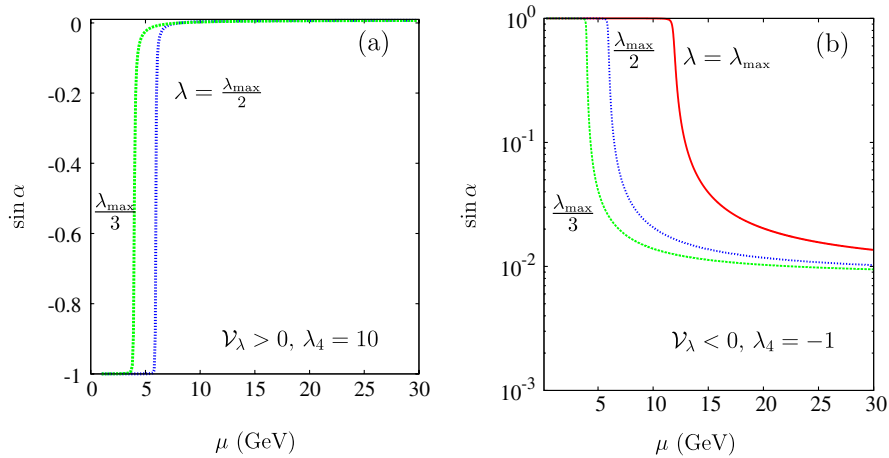 (a)
0
-0.2
-0.4
-0.6
-0.8
-1
sin α
λ = λmax/2
λmax/3
𝒱λ > 0, λ4 = 10
0 5 10 15 20 25 30
μ (GeV)
(b)
10^0
10^-1
10^-2
10^-3
sin α
λmax/2
λ = λmax
λmax/3
𝒱λ < 0, λ4 = −1
5 10 15 20 25 30
μ (GeV)